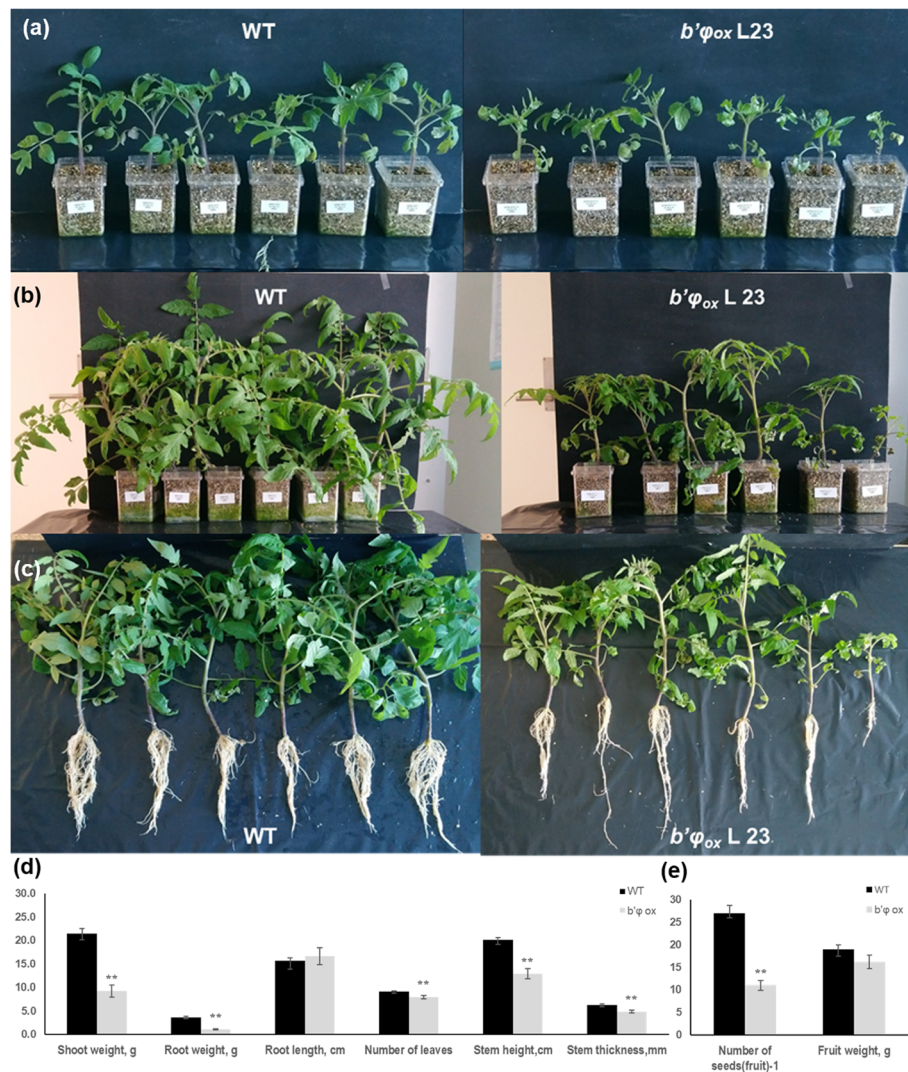 (a)
WT
b'φox L23
(b)
WT
b'φox L 23
(c)
WT
b'φox L 23.
(d)
30.0
25.0
20.0
15.0
10.0
5.0
0.0
WT
b'φ ox
**
**
**
**
**
Shoot weight, g
Root weight, g
Root length, cm
Number of leaves
Stem height,cm
Stem thickness,mm
(e)
30
25
20
15
10
5
0
WT
b'φ ox
**
Number of
seeds(fruit)-1
Fruit weight, g